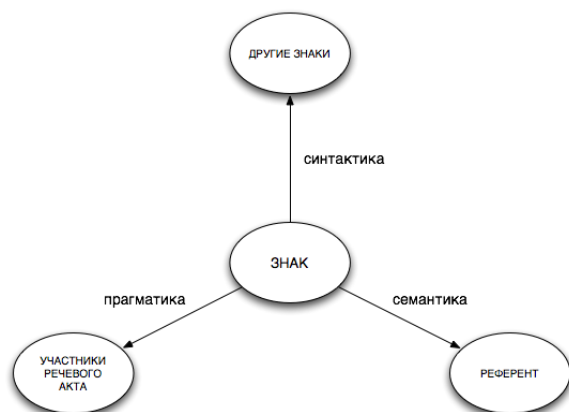 ДРУГИЕ ЗНАКИ
синтактика
ЗНАК
прагматика
семантика
УЧАСТНИКИ
РЕЧЕВОГО
АКТА
РЕФЕРЕНТ